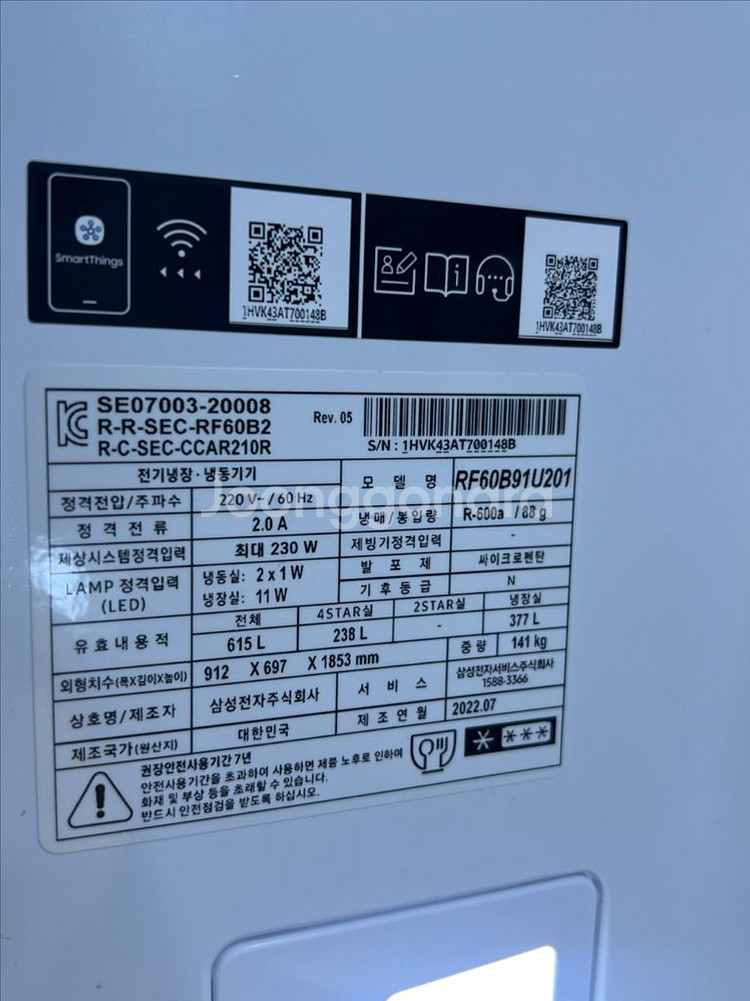 SmartThings
1HVK43AT700148B
1HVK43AT700148B
SE07003-20008
R-R-SEC-RF60B2
R-C-SEC-CCAR210R
Rev. 05
S/N : 1HVK43AT700148B
전기냉장·냉동기기
모 델 명
RF60B91U201
정격전압/주파수
220 V~ / 60 Hz
냉매/봉입량
R-600a / 88 g
정 격 전 류
2.0 A
제빙기정격입력
-
제상시스템정격입력
최대 230 W
발 포 제
싸이크로펜탄
LAMP 정격입력
(LED)
냉동실: 2 x 1 W
냉장실: 11 W
기 후 등 급
N
유 효 내 용 적
전체
4STAR실
2STAR실
냉장실
615 L
238 L
-
377 L
외형치수(폭X깊이X높이)
912 X 697 X 1853 mm
중 량
141 kg
상호명/제조자
삼성전자주식회사
서 비 스
삼성전자서비스주식회사
1588-3366
제조국가(원산지)
대한민국
제 조 연 월
2022.07
권장안전사용기간 7년
안전사용기간을 초과하여 사용하면 제품 노후로 인하여
화재 및 부상 등을 초래할 수 있습니다.
반드시 안전점검을 받도록 하십시오.
Joonggonara